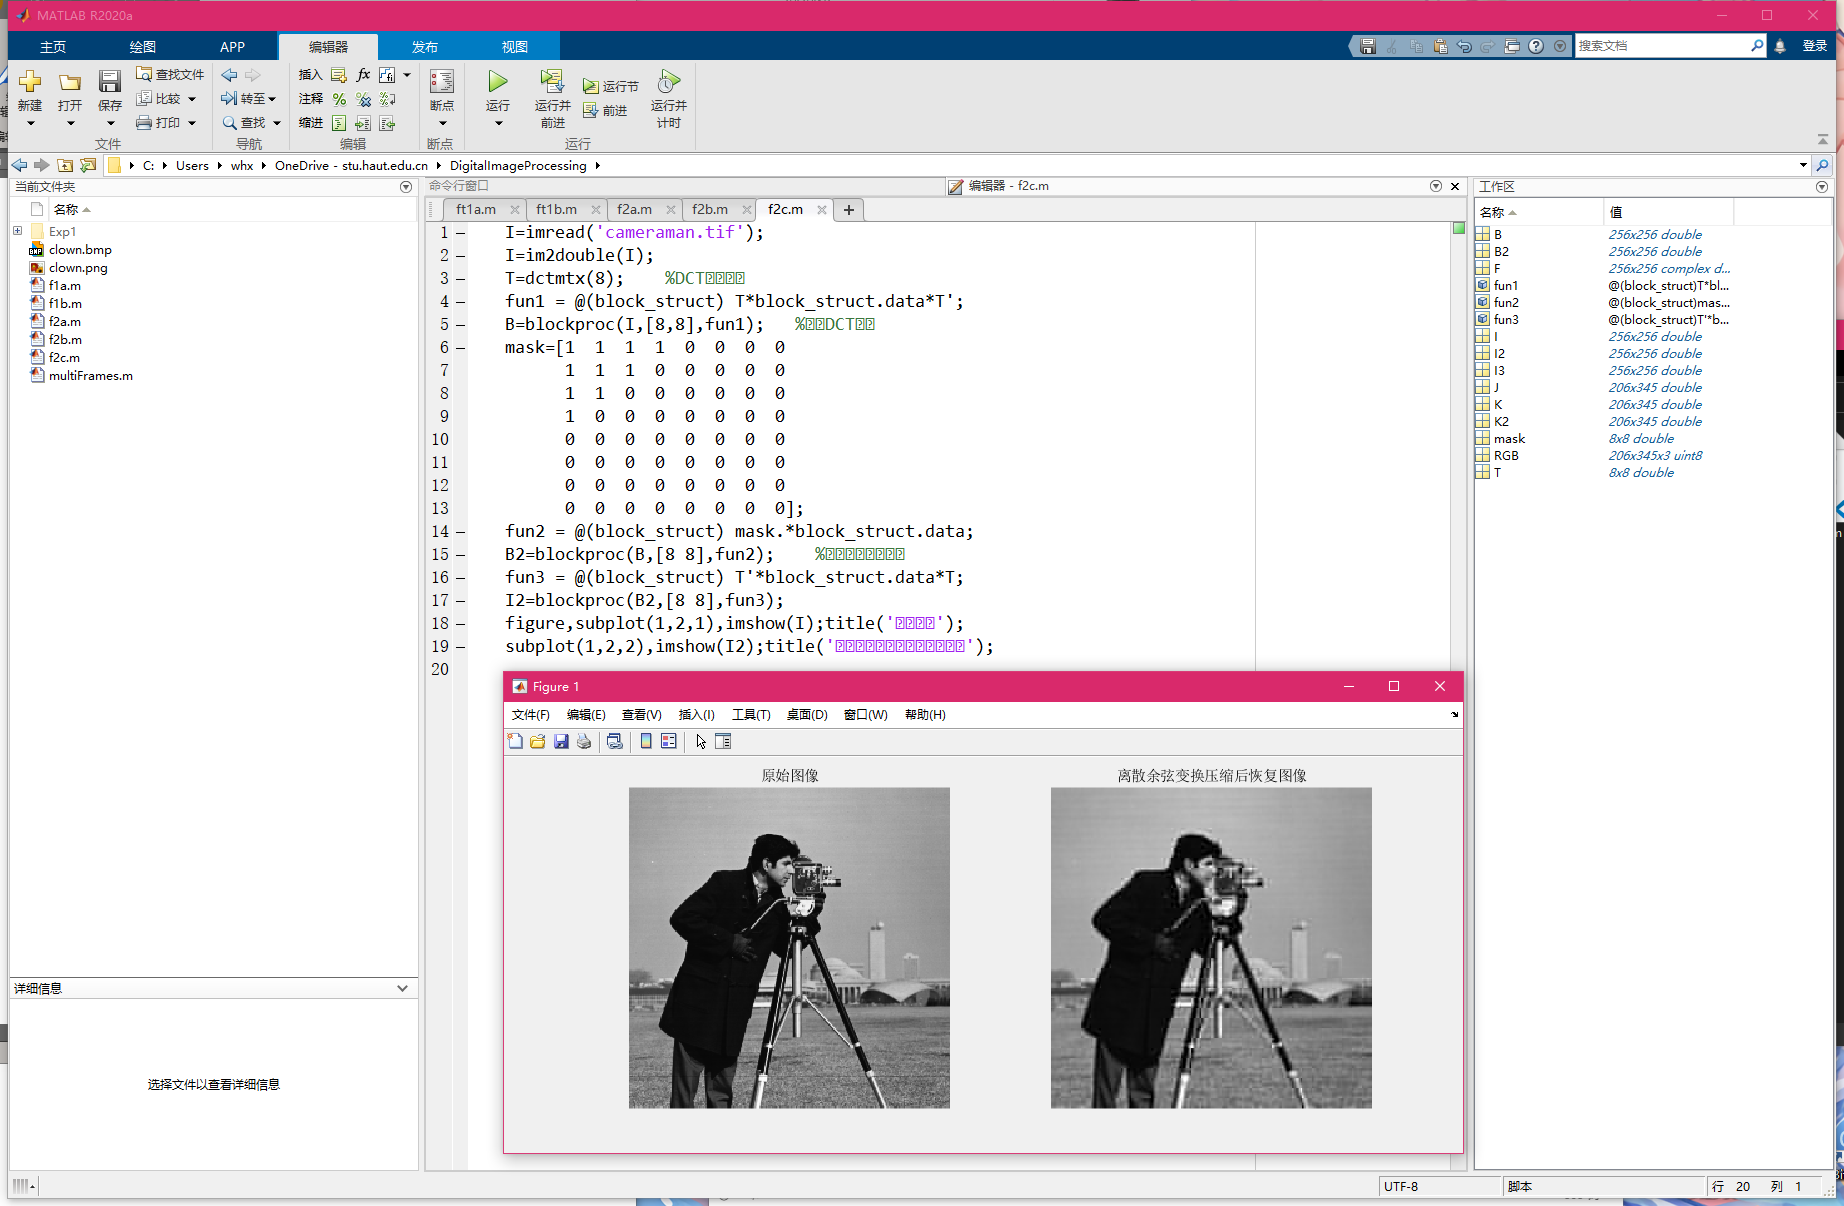 MATLAB R2020a
主页 绘图 APP 编辑器 发布 视图
搜索文档 登录
新建 打开 保存 查找文件 比较 打印 转至 查找 插入 fx 注释 缩进 断点 运行 运行并前进 运行节 前进 运行并计时
文件 导航 编辑 断点 运行
C: Users whx OneDrive - stu.haut.edu.cn DigitalImageProcessing
当前文件夹
名称
Exp1
clown.bmp
clown.png
f1a.m
f1b.m
f2a.m
f2b.m
f2c.m
multiFrames.m
详细信息
选择文件以查看详细信息
命令行窗口
编辑器 - f2c.m
ft1a.m ft1b.m f2a.m f2b.m f2c.m
1 I=imread('cameraman.tif');
2 I=im2double(I);
3 T=dctmtx(8); %DCT
4 fun1 = @(block_struct) T*block_struct.data*T';
5 B=blockproc(I,[8,8],fun1); %DCT
6 mask=[1 1 1 1 0 0 0 0
7 1 1 1 0 0 0 0 0
8 1 1 0 0 0 0 0 0
9 1 0 0 0 0 0 0 0
10 0 0 0 0 0 0 0 0
11 0 0 0 0 0 0 0 0
12 0 0 0 0 0 0 0 0
13 0 0 0 0 0 0 0 0];
14 fun2 = @(block_struct) mask.*block_struct.data;
15 B2=blockproc(B,[8 8],fun2); %
16 fun3 = @(block_struct) T'*block_struct.data*T;
17 I2=blockproc(B2,[8 8],fun3);
18 figure,subplot(1,2,1),imshow(I);title('');
19 subplot(1,2,2),imshow(I2);title('');
20
Figure 1
文件(F) 编辑(E) 查看(V) 插入(I) 工具(T) 桌面(D) 窗口(W) 帮助(H)
原始图像
离散余弦变换压缩后恢复图像
工作区
名称 值
B 256x256 double
B2 256x256 double
F 256x256 complex d...
fun1 @(block_struct)T*bl...
fun2 @(block_struct)mas...
fun3 @(block_struct)T'*b...
I 256x256 double
I2 256x256 double
I3 256x256 double
J 206x345 double
K 206x345 double
K2 206x345 double
mask 8x8 double
RGB 206x345x3 uint8
T 8x8 double
UTF-8 脚本 行 20 列 1